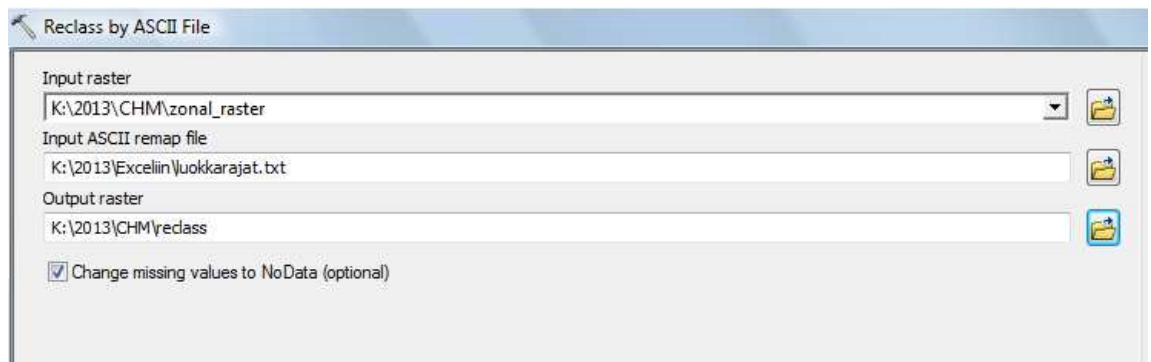 Reclass by ASCII File
Input raster
K:\2013\CHM\zonal_raster
Input ASCII remap file
K:\2013\Exceliin\luokkarajat.txt
Output raster
K:\2013\CHM\reclass
Change missing values to NoData (optional)